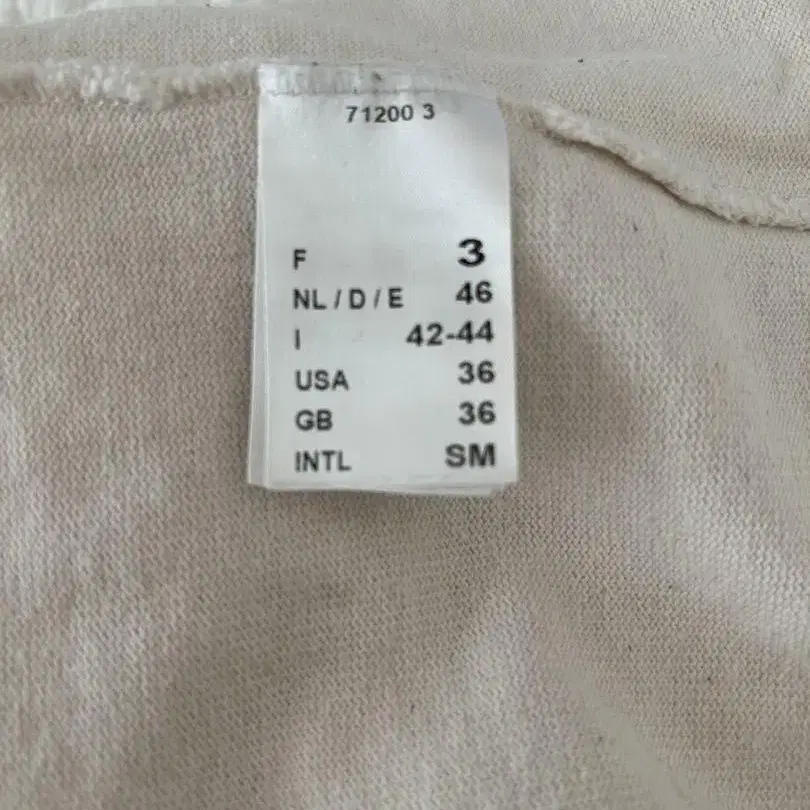 71200 3
F 3
NL / D / E 46
I 42-44
USA 36
GB 36
INTL SM